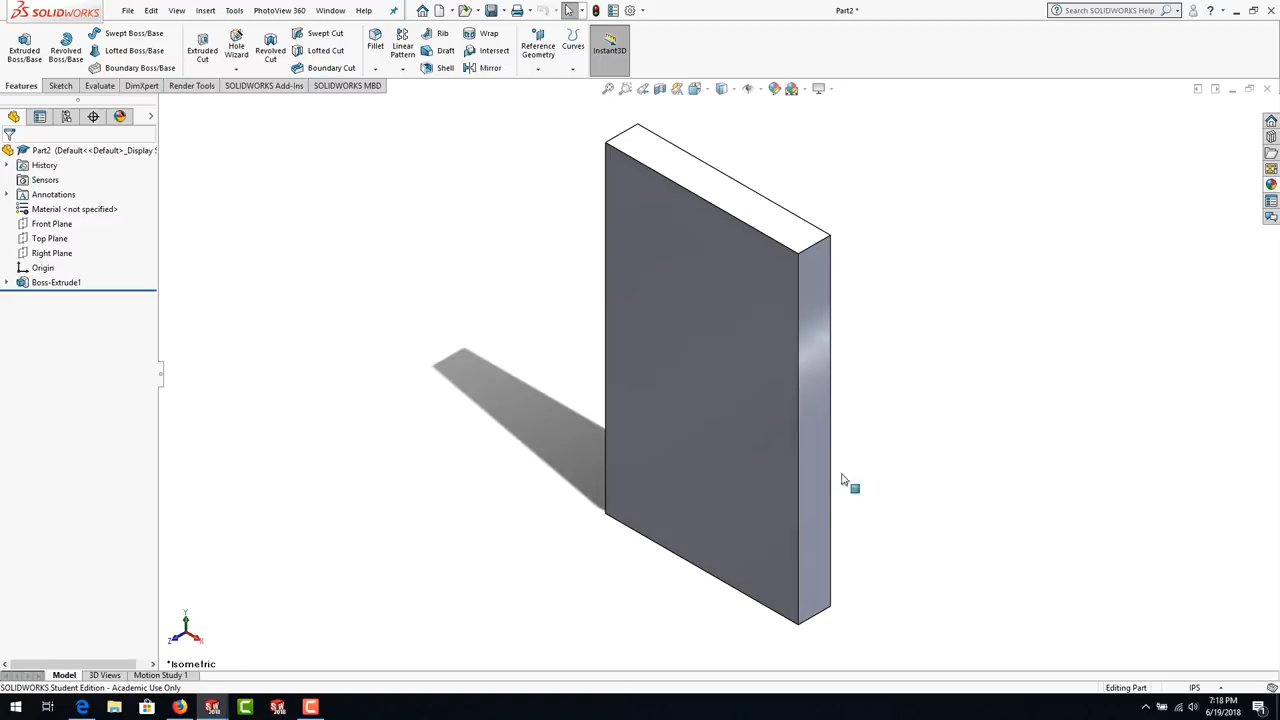 SOLIDWORKS File Edit View Insert Tools PhotoView 360 Window Help Part2 * Search SOLIDWORKS Help
Extruded Boss/Base
Revolved Boss/Base
Swept Boss/Base
Lofted Boss/Base
Boundary Boss/Base
Extruded Cut
Hole Wizard
Revolved Cut
Swept Cut
Lofted Cut
Boundary Cut
Fillet
Linear Pattern
Rib
Draft
Shell
Wrap
Intersect
Mirror
Reference Geometry
Curves
Instant3D
Features Sketch Evaluate DimXpert Render Tools SOLIDWORKS Add-Ins SOLIDWORKS MBD
Part2 (Default<<Default>_Display S
History
Sensors
Annotations
Material <not specified>
Front Plane
Top Plane
Right Plane
Origin
Boss-Extrude1
Y
Z X
*Isometric
Model 3D Views Motion Study 1
SOLIDWORKS Student Edition - Academic Use Only Editing Part IPS
7:18 PM
6/19/2018